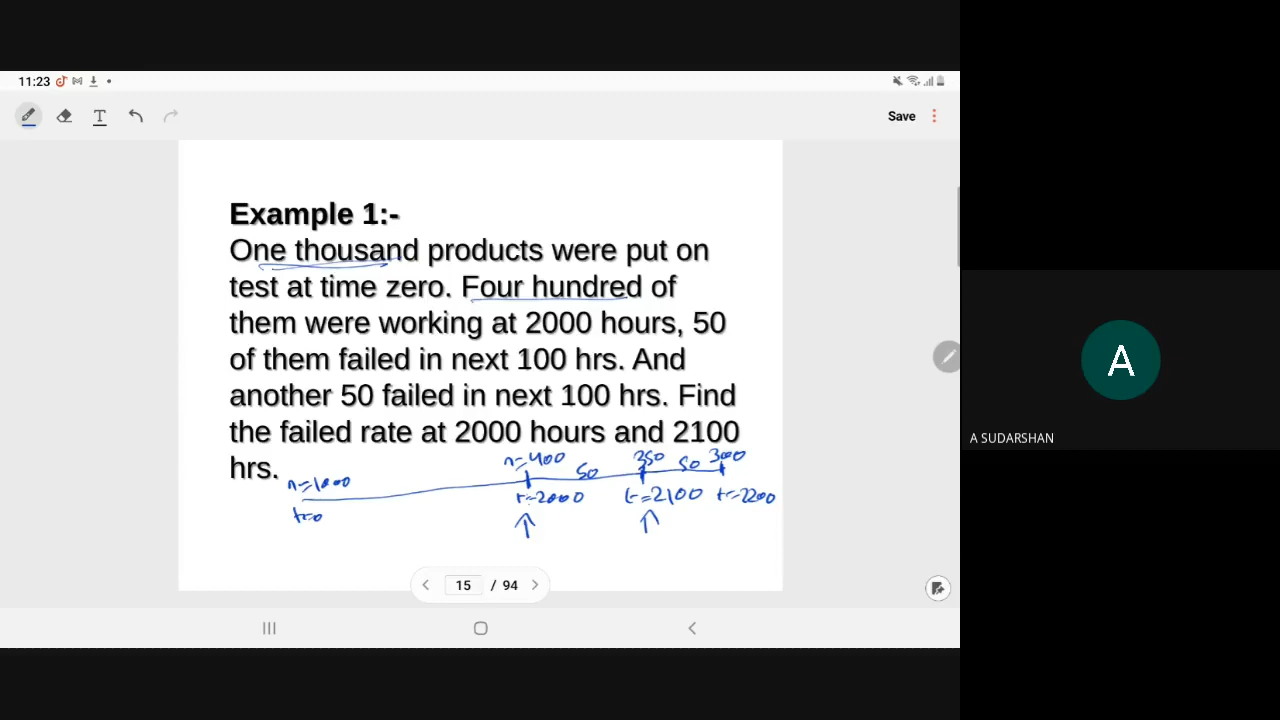 11:23
Save
Example 1:-
One thousand products were put on
test at time zero. Four hundred of
them were working at 2000 hours, 50
of them failed in next 100 hrs. And
another 50 failed in next 100 hrs. Find
the failed rate at 2000 hours and 2100
hrs.
n=1000 n=400 50 350 50 300
t=0 t=2000 t=2100 t=2200
15 / 94
A
A SUDARSHAN